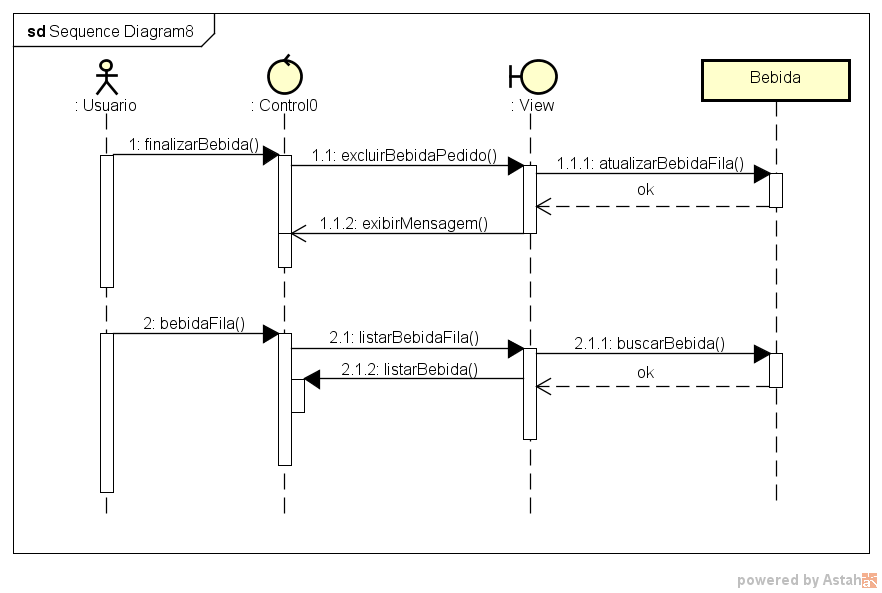 sd Sequence Diagram8
: Usuario
: Control0
: View
Bebida
1: finalizarBebida()
1.1: excluirBebidaPedido()
1.1.1: atualizarBebidaFila()
ok
1.1.2: exibirMensagem()
2: bebidaFila()
2.1: listarBebidaFila()
2.1.1: buscarBebida()
2.1.2: listarBebida()
ok
powered by Astah